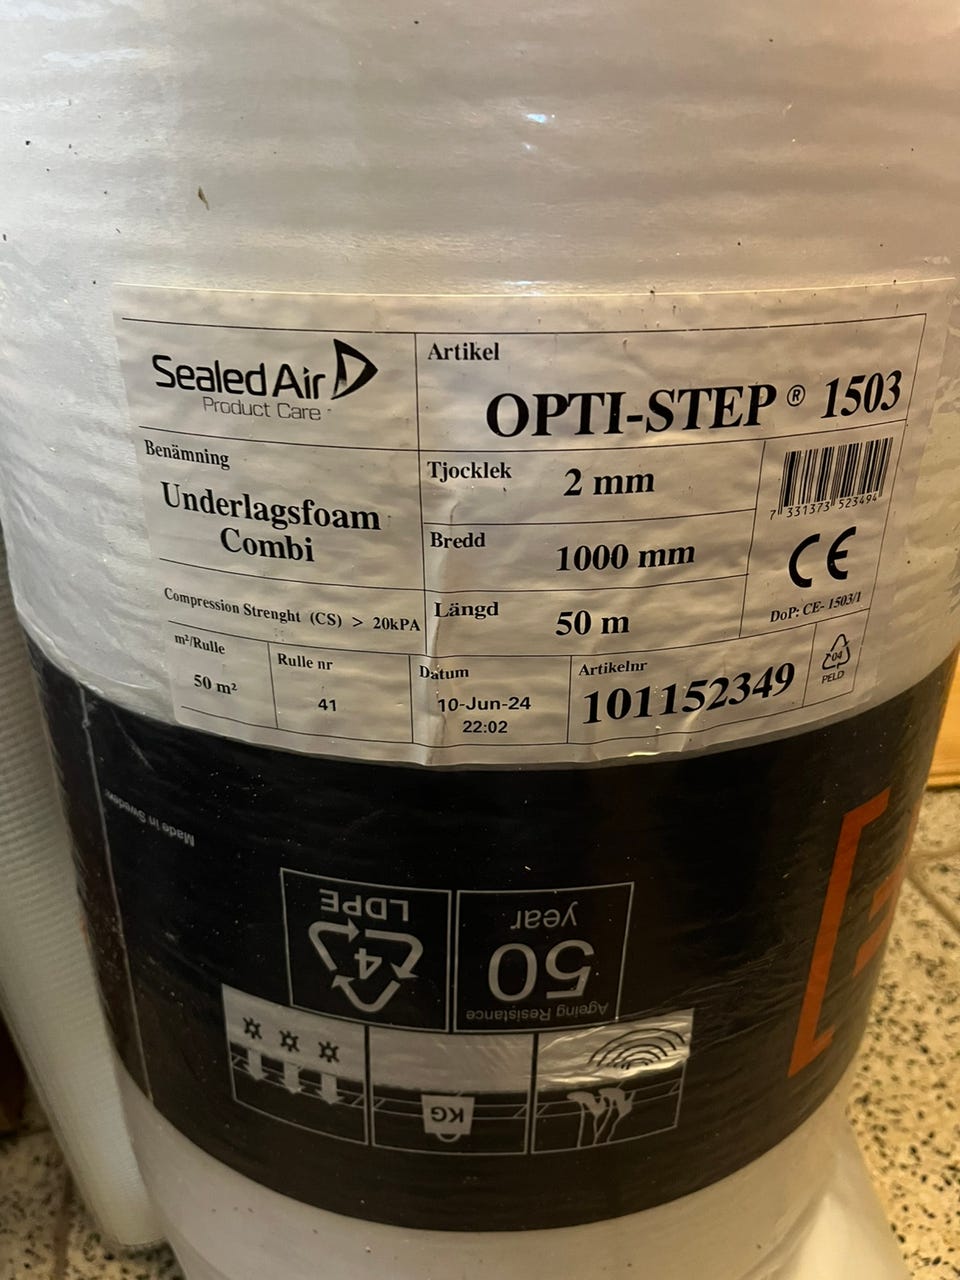 Sealed Air
Product Care
Artikel
OPTI-STEP ® 1503
Benämning
Underlagsfoam
Combi
Tjocklek 2 mm
Bredd 1000 mm
Längd 50 m
7 331373 523494
CE
DoP: CE- 1503/1
Compression Strenght (CS) > 20kPA
m²/Rulle
50 m²
Rulle nr
41
Datum
10-Jun-24
22:02
Artikelnr
101152349
04
PELD
Made in Sweden
LDPE
4
year
50
Ageing Resistance
KG